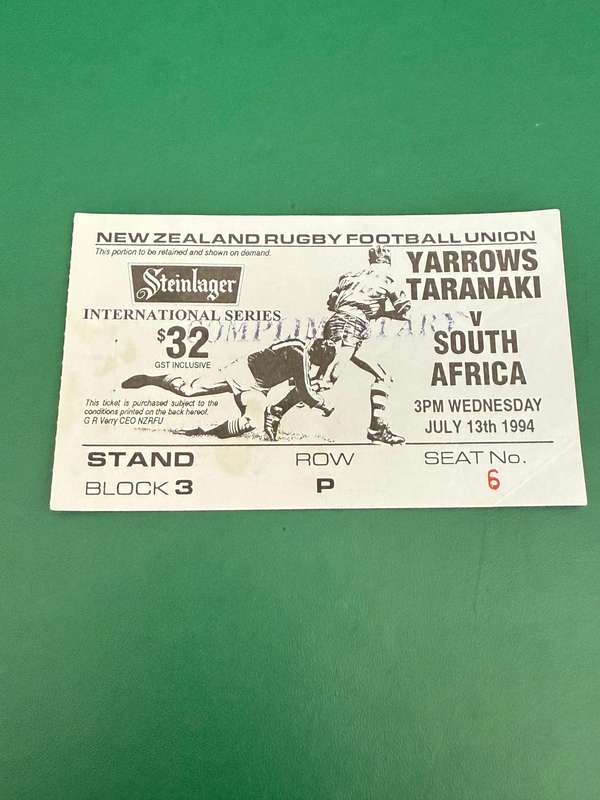 NEW ZEALAND RUGBY FOOTBALL UNION
This portion to be retained and shown on demand.
Steinlager
INTERNATIONAL SERIES
$32
GST INCLUSIVE
COMPLIMENTARY
This ticket is purchased subject to the
conditions printed on the back hereof.
G R Verry CEO NZRFU
YARROWS
TARANAKI
V
SOUTH
AFRICA
3PM WEDNESDAY
JULY 13th 1994
STAND ROW SEAT No.
BLOCK 3 P 6